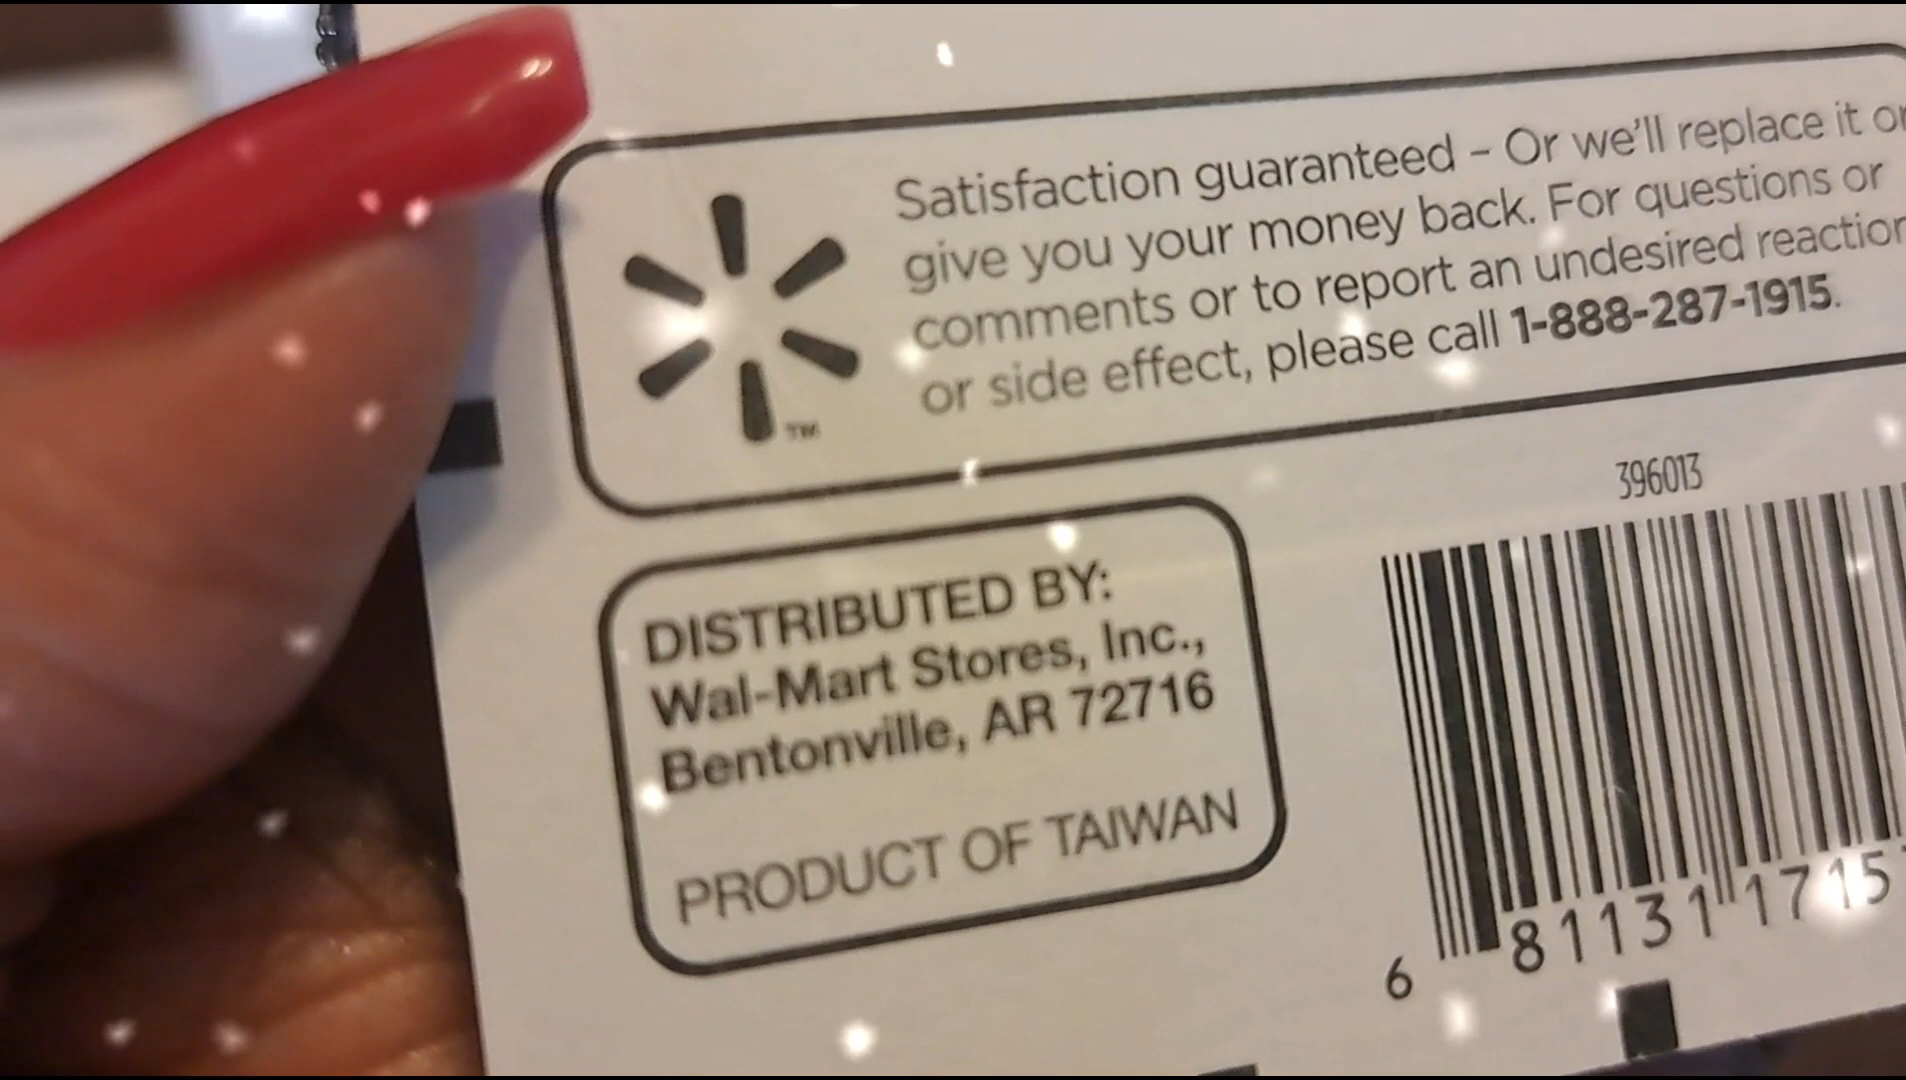 Satisfaction guaranteed - Or we'll replace it or
give you your money back. For questions or
comments or to report an undesired reaction
or side effect, please call 1-888-287-1915.
TM
396013
DISTRIBUTED BY:
Wal-Mart Stores, Inc.,
Bentonville, AR 72716
PRODUCT OF TAIWAN
6 81131 1715